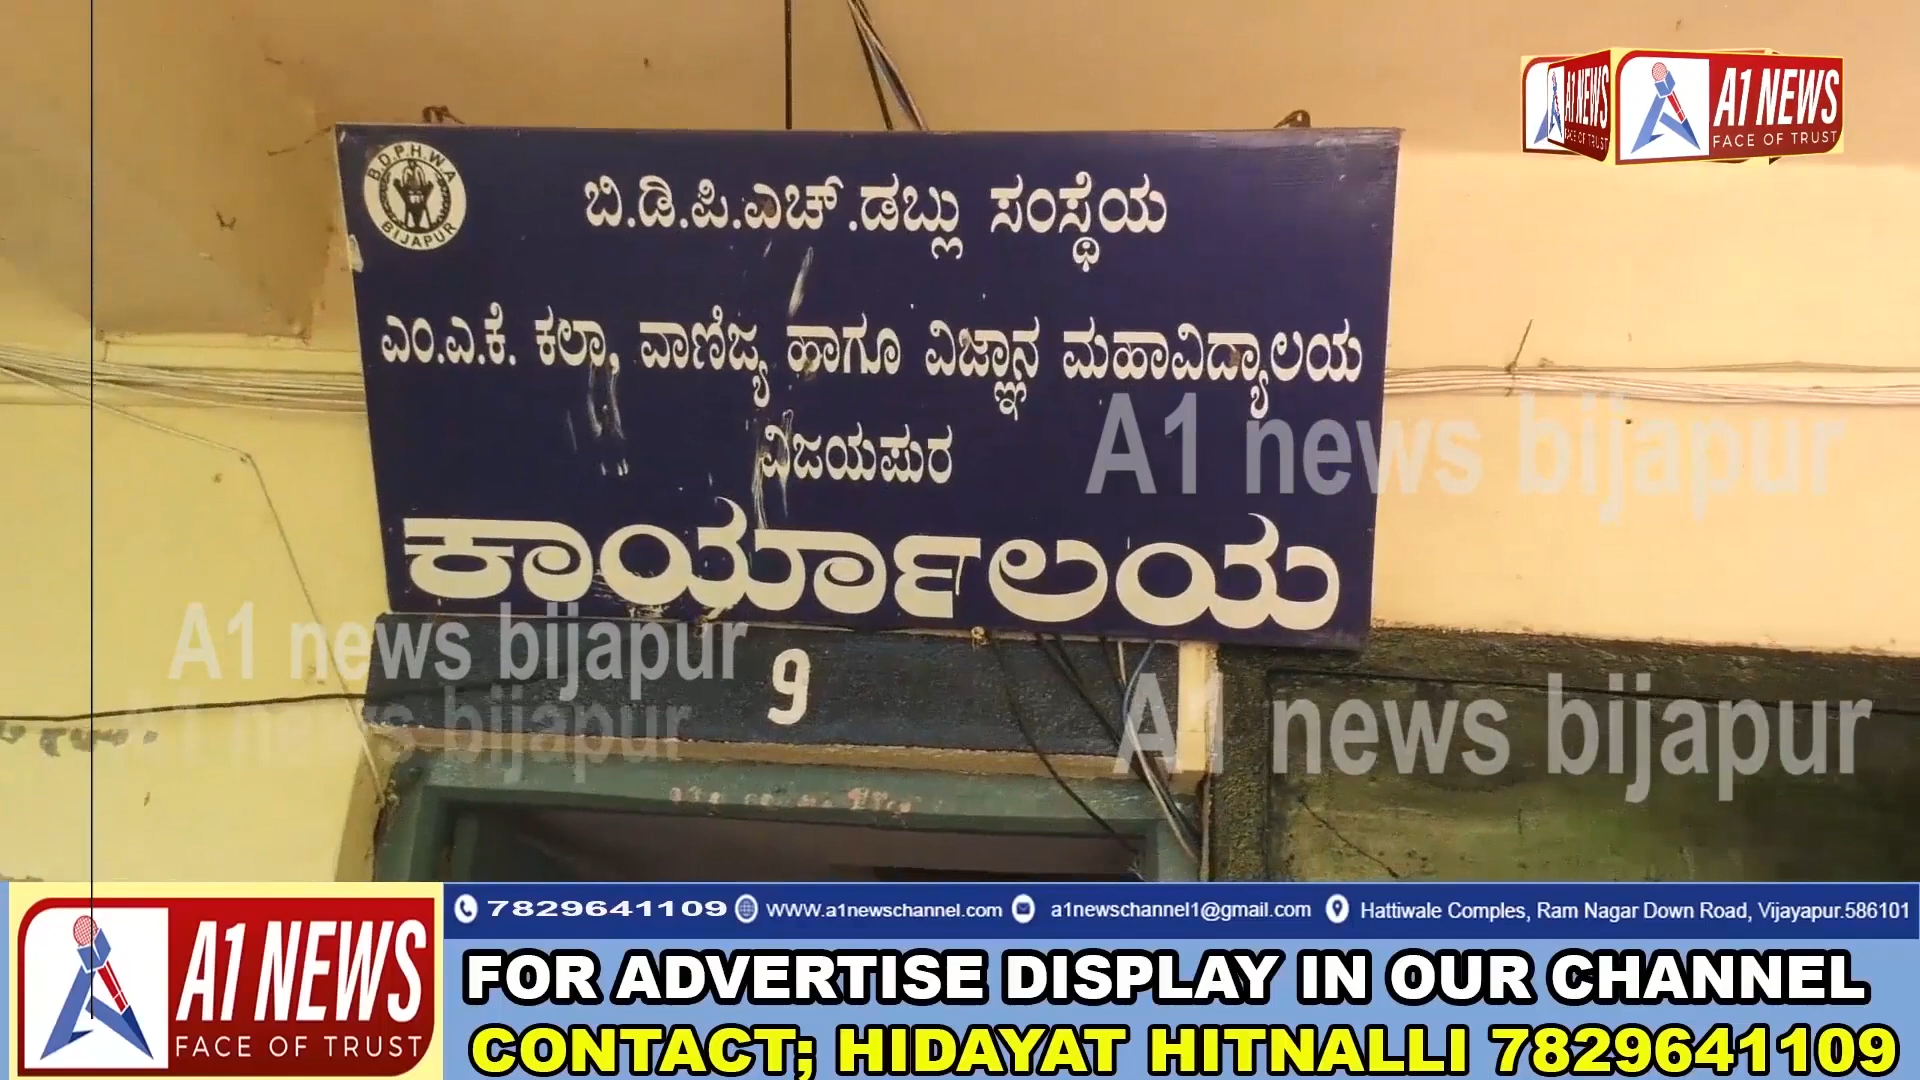 A1 NEWS
FACE OF TRUST
A1 NEWS
FACE OF TRUST
B.D.P.H.W.A
BIJAPUR
ಬಿ.ಡಿ.ಪಿ.ಎಚ್.ಡಬ್ಲು ಸಂಸ್ಥೆಯ
ಎಂ.ಎ.ಕೆ. ಕಲಾ, ವಾಣಿಜ್ಯ ಹಾಗೂ ವಿಜ್ಞಾನ ಮಹಾವಿದ್ಯಾಲಯ
ವಿಜಯಪುರ
ಕಾರ್ಯಾಲಯ
A1 news bijapur
A1 news bijapur
A1 news bijapur
A1 news bijapur
9
A1 NEWS
FACE OF TRUST
7829641109 www.a1newschannel.com a1newschannel1@gmail.com Hattiwale Comples, Ram Nagar Down Road, Vijayapur.586101
FOR ADVERTISE DISPLAY IN OUR CHANNEL
CONTACT; HIDAYAT HITNALLI 7829641109